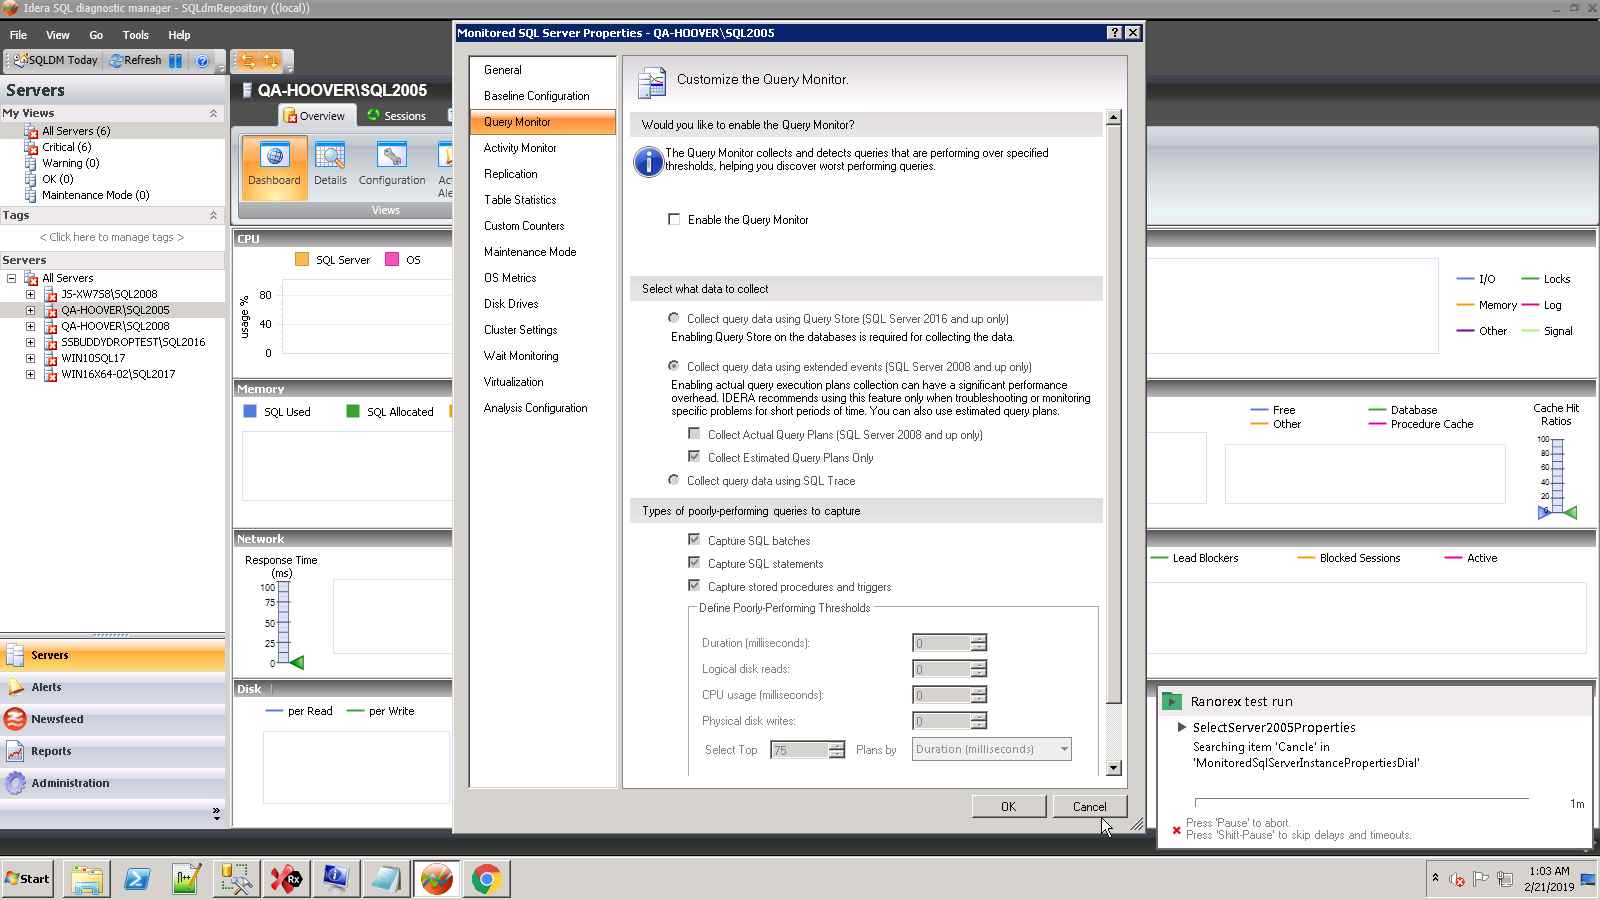 Idera SQL diagnostic manager - SQLdmRepository ((local))
File View Go Tools Help
SQLDM Today Refresh
Servers
My Views
All Servers (6)
Critical (6)
Warning (0)
OK (0)
Maintenance Mode (0)
Tags
< Click here to manage tags >
Servers
All Servers
JS-XW7S8\SQL2008
QA-HOOVER\SQL2005
QA-HOOVER\SQL2008
SSBUDDYDROPTEST\SQL2016
WIN10SQL17
WIN16X64-02\SQL2017
Servers
Alerts
Newsfeed
Reports
Administration
QA-HOOVER\SQL2005
Overview Sessions
Dashboard Details Configuration
Views
CPU
SQL Server OS
usage %
80
40
0
Memory
SQL Used SQL Allocated
Network
Response Time
(ms)
100
75
50
25
0
Disk
per Read per Write
Monitored SQL Server Properties - QA-HOOVER\SQL2005
General
Baseline Configuration
Query Monitor
Activity Monitor
Replication
Table Statistics
Custom Counters
Maintenance Mode
OS Metrics
Disk Drives
Cluster Settings
Wait Monitoring
Virtualization
Analysis Configuration
Customize the Query Monitor.
Would you like to enable the Query Monitor?
The Query Monitor collects and detects queries that are performing over specified
thresholds, helping you discover worst performing queries.
Enable the Query Monitor
Select what data to collect
Collect query data using Query Store (SQL Server 2016 and up only)
Enabling Query Store on the databases is required for collecting the data.
Collect query data using extended events (SQL Server 2008 and up only)
Enabling actual query execution plans collection can have a significant performance
overhead. IDERA recommends using this feature only when troubleshooting or monitoring
specific problems for short periods of time. You can also use estimated query plans.
Collect Actual Query Plans (SQL Server 2008 and up only)
Collect Estimated Query Plans Only
Collect query data using SQL Trace
Types of poorly-performing queries to capture
Capture SQL batches
Capture SQL statements
Capture stored procedures and triggers
Define Poorly-Performing Thresholds
Duration (milliseconds): 0
Logical disk reads: 0
CPU usage (milliseconds): 0
Physical disk writes: 0
Select Top 75 Plans by Duration (milliseconds)
OK Cancel
I/O Locks
Memory Log
Other Signal
Free Database
Other Procedure Cache
Cache Hit
Ratios
100
80
60
40
20
0
Lead Blockers Blocked Sessions Active
Ranorex test run
SelectServer2005Properties
Searching item 'Cancle' in
'MonitoredSqlServerInstancePropertiesDial'
1m
Press 'Pause' to abort.
Press 'Shift-Pause' to skip delays and timeouts.
Start
1:03 AM
2/21/2019